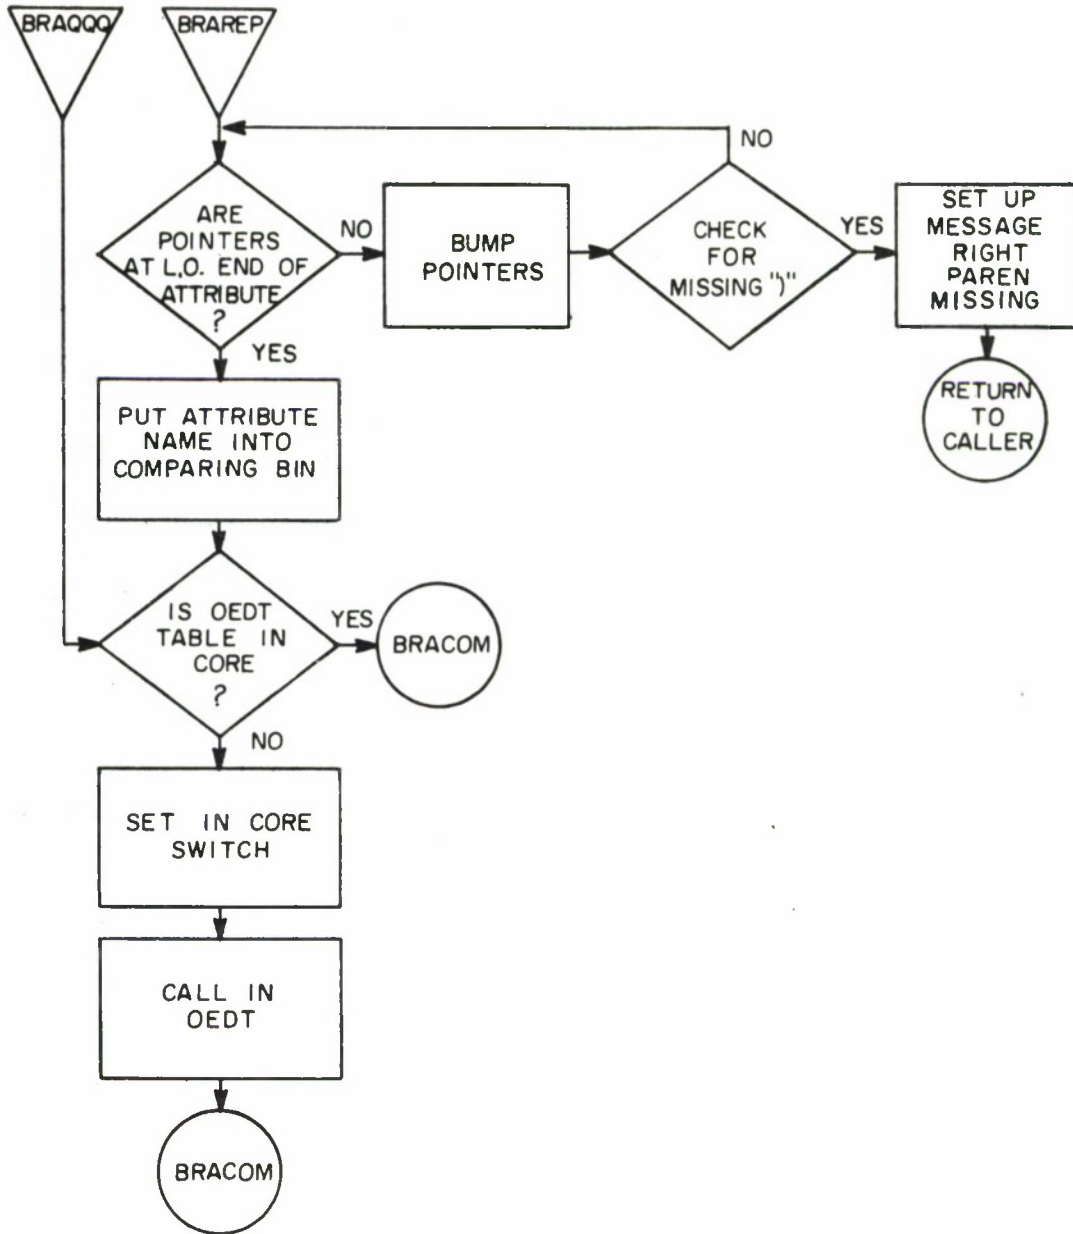 BRAQQQ
BRAREP
NO
ARE
POINTERS
AT L.O. END OF
ATTRIBUTE
?
NO
BUMP
POINTERS
CHECK
FOR
MISSING ")"
YES
SET UP
MESSAGE
RIGHT
PAREN
MISSING
YES
RETURN
TO
CALLER
PUT ATTRIBUTE
NAME INTO
COMPARING BIN
IS OEDT
TABLE IN
CORE
?
YES
BRACOM
NO
SET IN CORE
SWITCH
CALL IN
OEDT
BRACOM